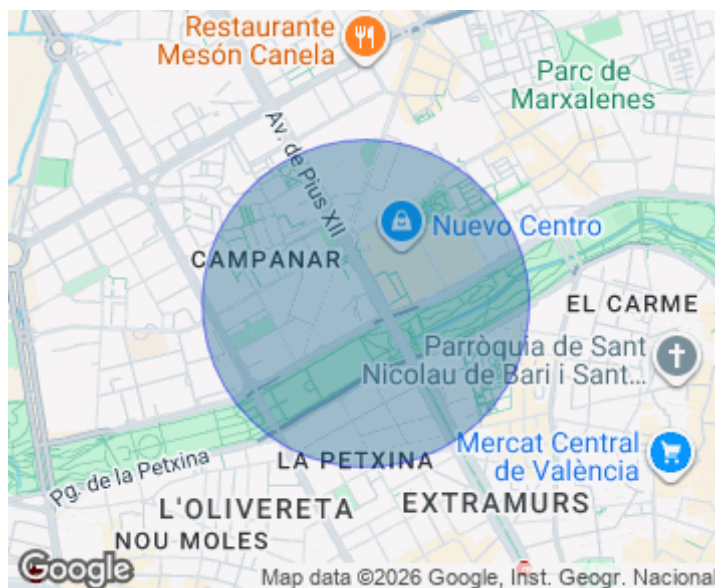 Restaurante
Mesón Canela
Parc de
Marxalenes
Av. de Pius XII
Nuevo Centro
CAMPANAR
EL CARME
Parròquia de Sant
Nicolau de Bari i Sant...
Mercat Central
de València
LA PETXINA
Pg. de la Petxina
L'OLIVERETA
EXTRAMURS
NOU MOLES
Google
Map data ©2026 Google, Inst. Geogr. Nacional